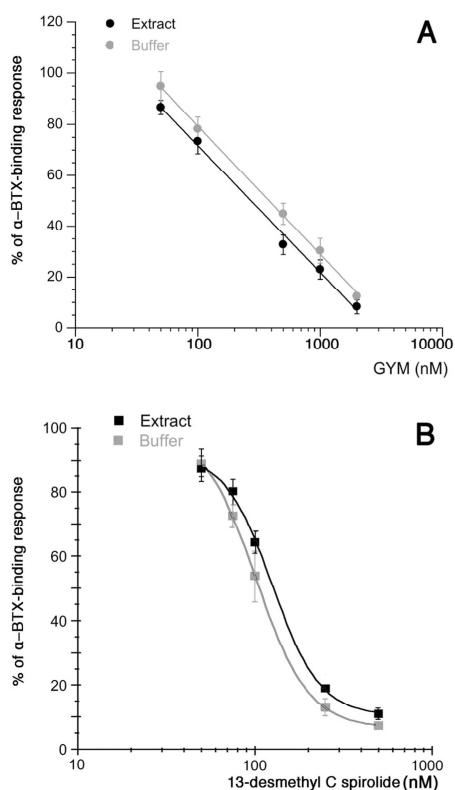 120
Extract
Buffer
A
100
80
60
40
20
0
% of α–BTX-binding response
10
100
1000
10000
GYM (nM)
100
Extract
Buffer
B
80
60
40
20
0
% of α–BTX-binding response
10
100
1000
13-desmethyl C spirolide (nM)